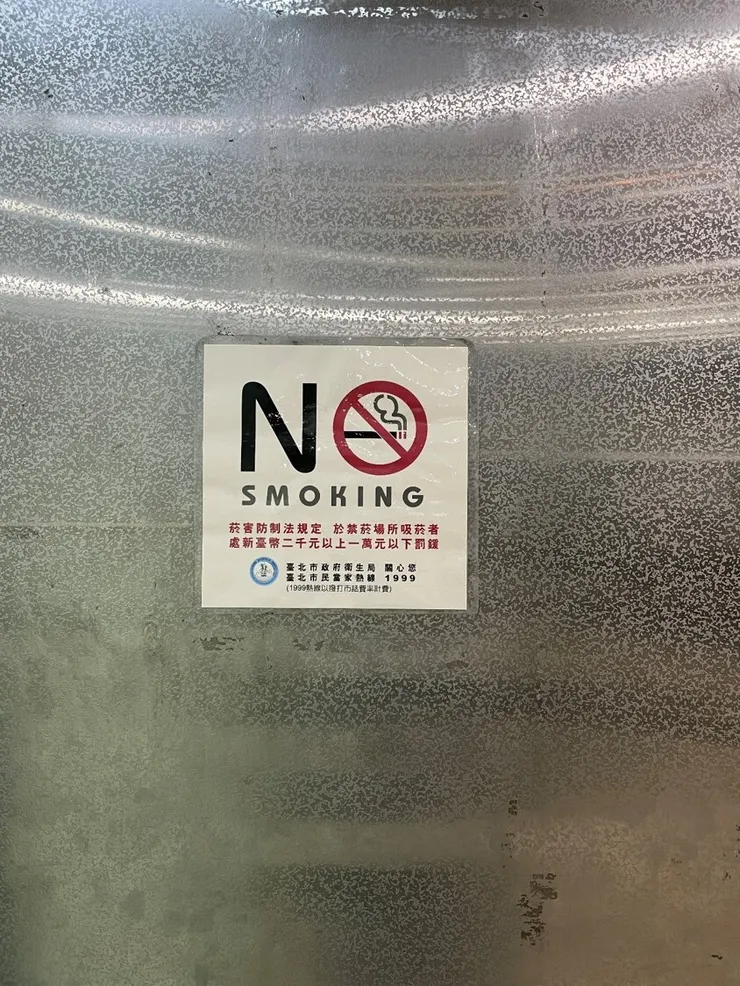 NO
SMOKING
菸害防制法規定 於禁菸場所吸菸者
處新臺幣二千元以上一萬元以下罰鍰
臺北市政府衛生局 關心您
臺北市民當家熱線 1999
(1999熱線以撥打市話費率計費)